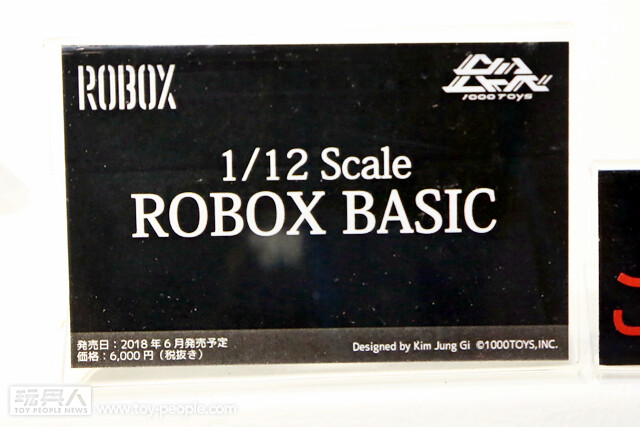 ROBOX
1000TOYS
1/12 Scale
ROBOX BASIC
発売日：2018年6月発売予定
価格：6,000円（税抜き）
Designed by Kim Jung Gi ©1000TOYS,INC.
玩具人
TOY PEOPLE NEWS
www.toy-people.com